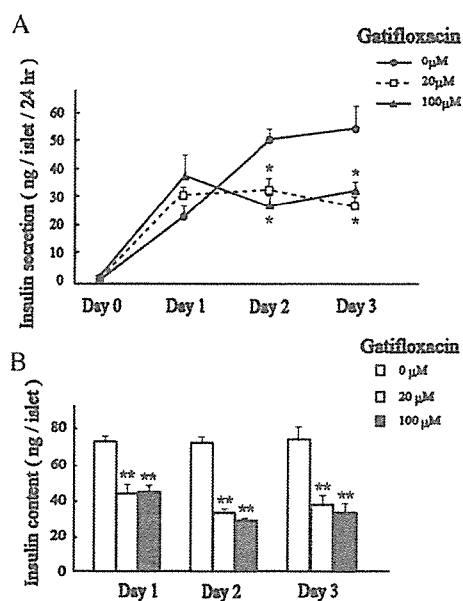 A
Gatifloxacin
0μM
20μM
100μM
Insulin secretion ( ng / islet / 24 hr )
60
50
40
30
20
10
0
* *
* *
Day 0 Day 1 Day 2 Day 3
B
Gatifloxacin
0 μM
20 μM
100 μM
Insulin content ( ng / islet)
80
60
40
20
0
** ** ** ** ** **
Day 1 Day 2 Day 3